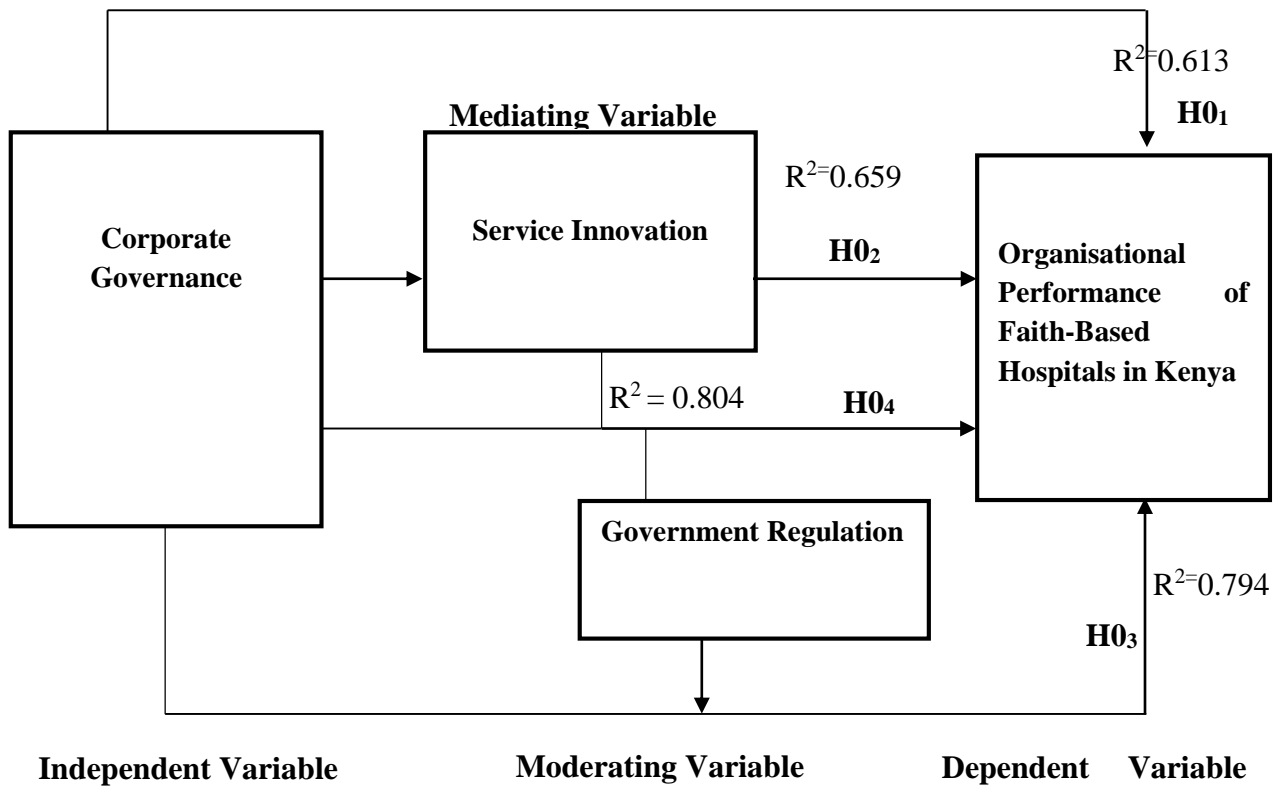 R²=0.613
H0₁
Mediating Variable
R²=0.659
Corporate
Governance
Service Innovation
H0₂
Organisational
Performance of
Faith-Based
Hospitals in Kenya
R² = 0.804
H0₄
Government Regulation
R²=0.794
H0₃
Independent Variable
Moderating Variable
Dependent Variable